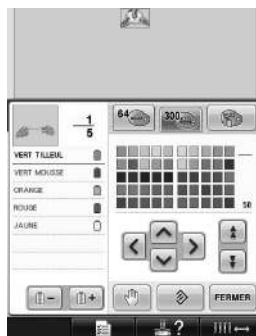 1
5
64
300
VERT TILLEUL
VERT MOUSSE
ORANGE
ROUGE
JAUNE
50
- +
FERMER
?